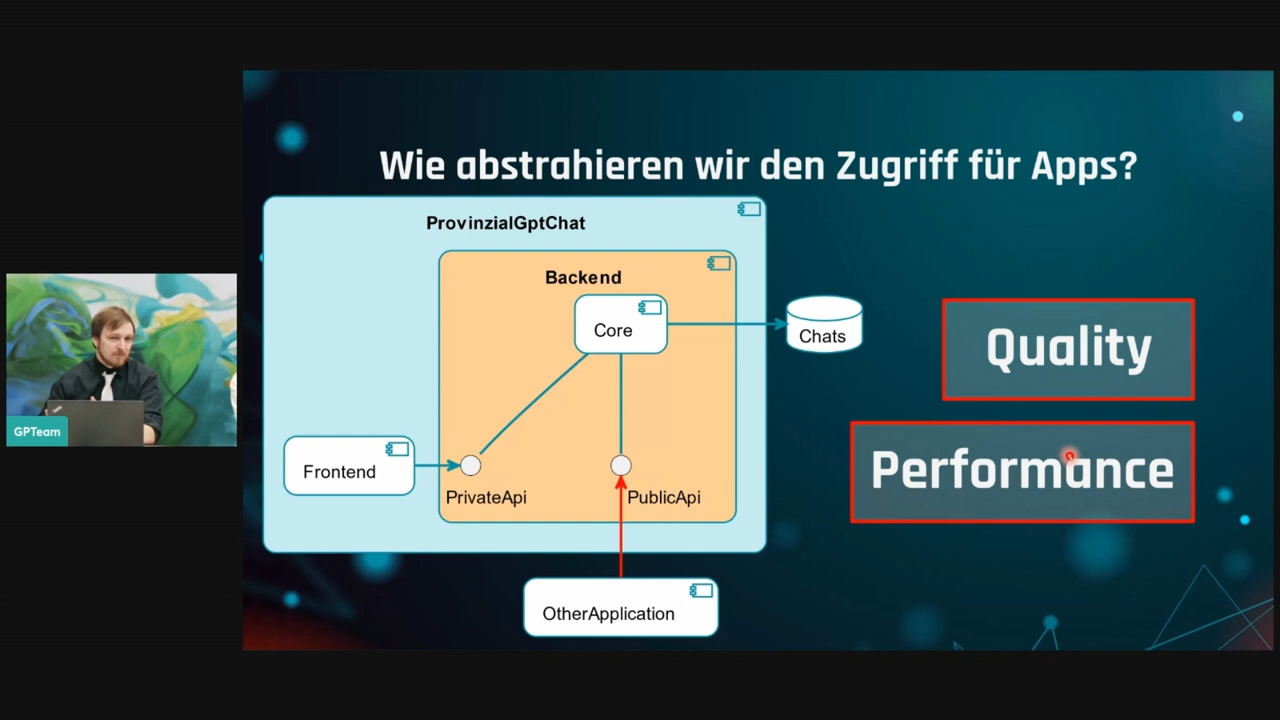 Wie abstrahieren wir den Zugriff für Apps?
ProvinzialGptChat
Backend
Core
Chats
Quality
Performance
Frontend
PrivateApi
PublicApi
OtherApplication
GPTeam